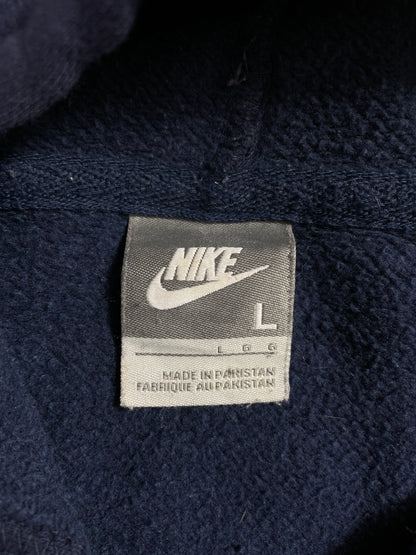 NIKE
L
L G G
MADE IN PAKISTAN
FABRIQUE AU PAKISTAN